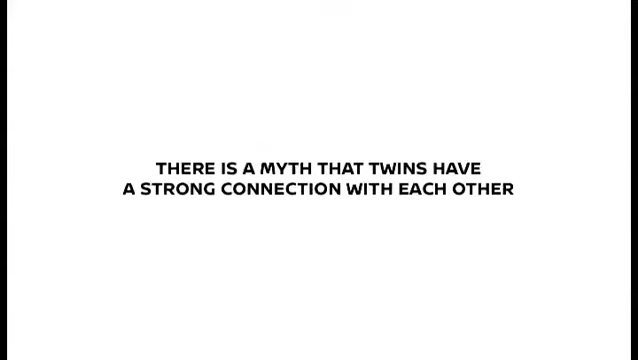 THERE IS A MYTH THAT TWINS HAVE
A STRONG CONNECTION WITH EACH OTHER